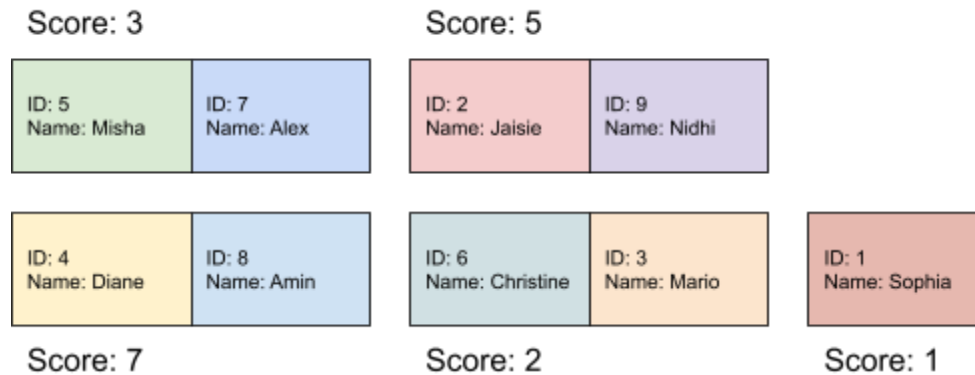 Score: 3
Score: 5
ID: 5
Name: Misha
ID: 7
Name: Alex
ID: 2
Name: Jaisie
ID: 9
Name: Nidhi
ID: 4
Name: Diane
ID: 8
Name: Amin
ID: 6
Name: Christine
ID: 3
Name: Mario
ID: 1
Name: Sophia
Score: 7
Score: 2
Score: 1